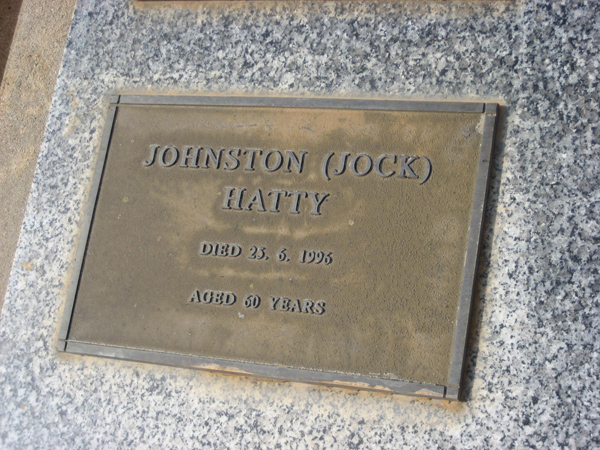 JOHNSTON (JOCK)
HATTY
DIED 25. 6. 1996
AGED 60 YEARS